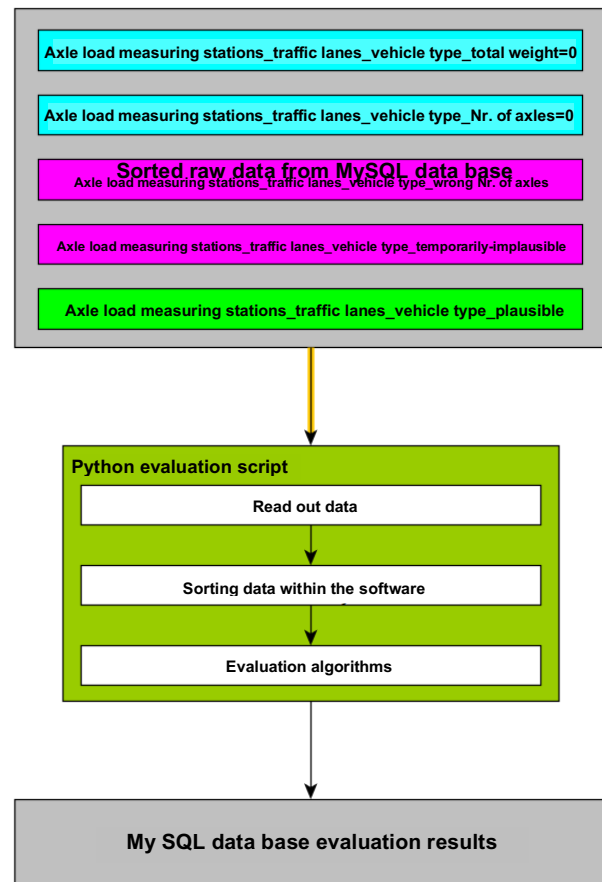 Axle load measuring stations_traffic lanes_vehicle type_total weight=0
Axle load measuring stations_traffic lanes_vehicle type_Nr. of axles=0
Sorted raw data from MySQL data base
Axle load measuring stations_traffic lanes_vehicle type_wrong Nr. of axles
Axle load measuring stations_traffic lanes_vehicle type_temporarily-implausible
Axle load measuring stations_traffic lanes_vehicle type_plausible
Python evaluation script
Read out data
Sorting data within the software
Evaluation algorithms
My SQL data base evaluation results